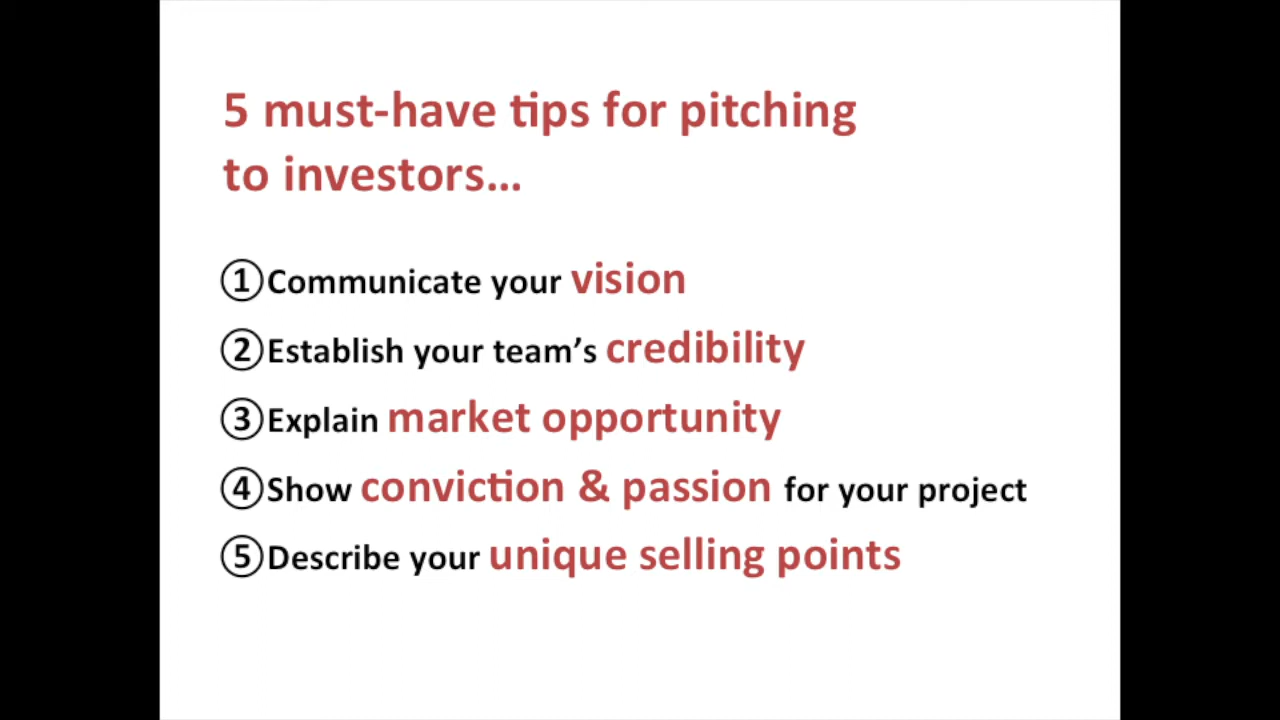 5 must-have tips for pitching
to investors...
①Communicate your vision
②Establish your team’s credibility
③Explain market opportunity
④Show conviction & passion for your project
⑤Describe your unique selling points